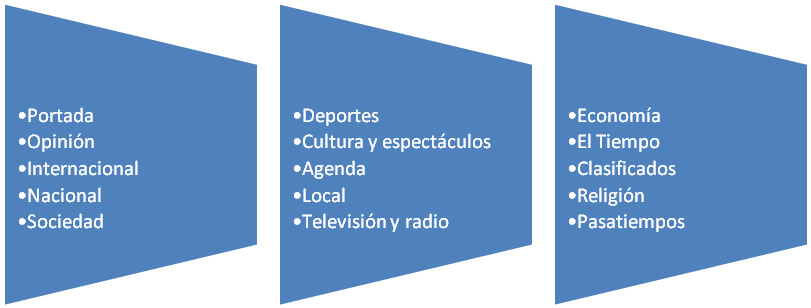 •Portada
•Opinión
•Internacional
•Nacional
•Sociedad
•Deportes
•Cultura y espectáculos
•Agenda
•Local
•Televisión y radio
•Economía
•El Tiempo
•Clasificados
•Religión
•Pasatiempos